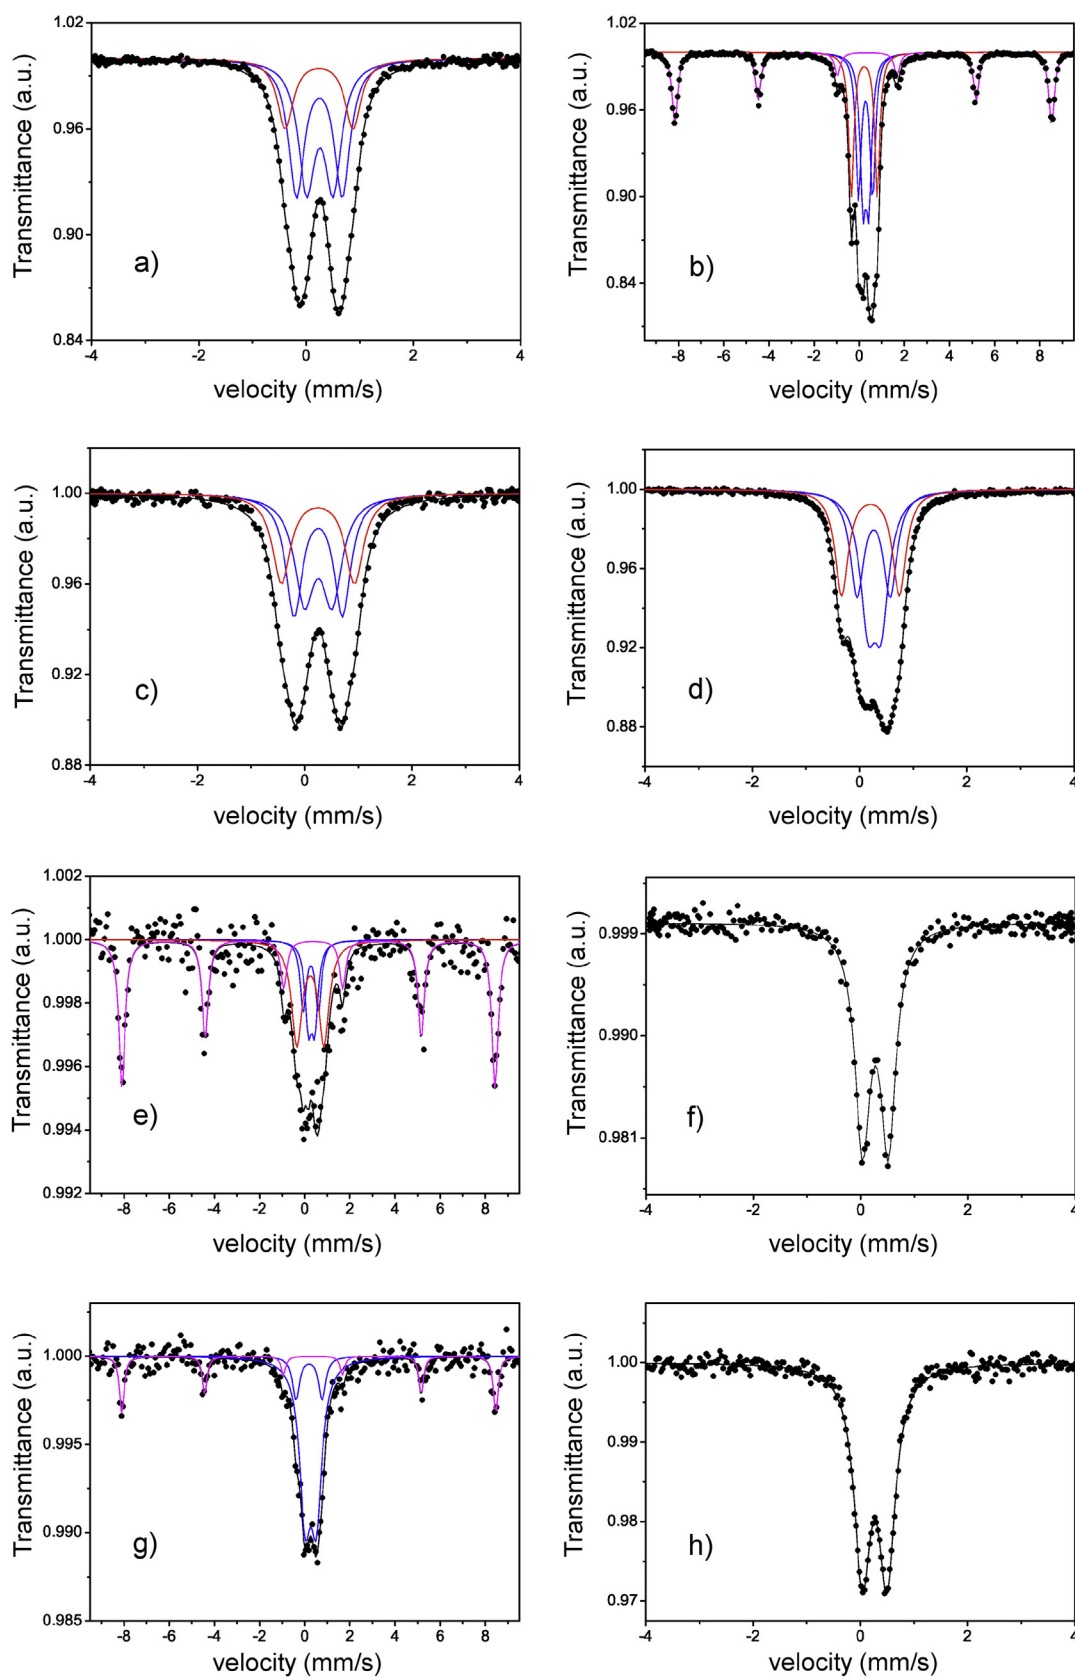 1.02
0.96
0.90
0.84
Transmittance (a.u.)
a)
-4 -2 0 2 4
velocity (mm/s)
1.02
0.96
0.90
0.84
Transmittance (a.u.)
b)
-8 -6 -4 -2 0 2 4 6 8
velocity (mm/s)
1.00
0.96
0.92
0.88
Transmittance (a.u.)
c)
-4 -2 0 2 4
velocity (mm/s)
1.00
0.96
0.92
0.88
Transmittance (a.u.)
d)
-4 -2 0 2 4
velocity (mm/s)
1.002
1.000
0.998
0.996
0.994
0.992
Transmittance (a.u.)
e)
-8 -6 -4 -2 0 2 4 6 8
velocity (mm/s)
0.999
0.990
0.981
Transmittance (a.u.)
f)
-4 -2 0 2 4
velocity (mm/s)
1.000
0.995
0.990
0.985
Transmittance (a.u.)
g)
-8 -6 -4 -2 0 2 4 6 8
velocity (mm/s)
1.00
0.99
0.98
0.97
Transmittance (a.u.)
h)
-4 -2 0 2 4
velocity (mm/s)